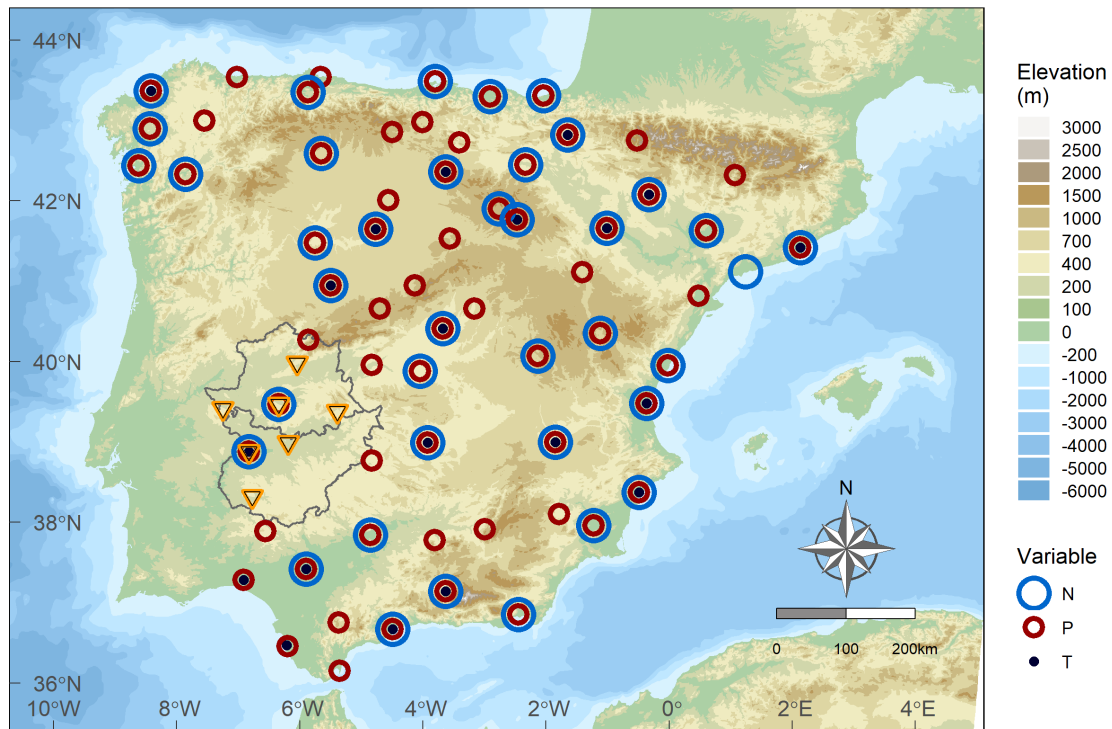 44°N
42°N
40°N
38°N
36°N
10°W
8°W
6°W
4°W
2°W
0°
2°E
4°E
N
0
100
200km
Elevation
(m)
3000
2500
2000
1500
1000
700
400
200
100
0
-200
-1000
-2000
-3000
-4000
-5000
-6000
Variable
N
P
T